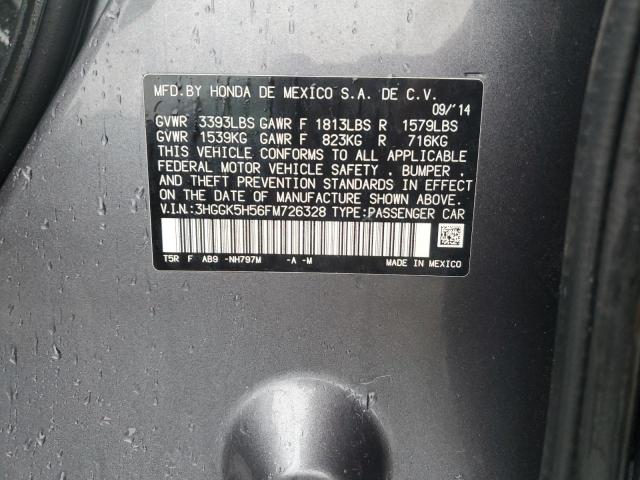 MFD.BY HONDA DE MEXICO S.A. DE C.V.
09/'14
GVWR 3393LBS GAWR F 1813LBS R 1579LBS
GVWR 1539KG GAWR F 823KG R 716KG
THIS VEHICLE CONFORMS TO ALL APPLICABLE
FEDERAL MOTOR VEHICLE SAFETY . BUMPER .
AND THEFT PREVENTION STANDARDS IN EFFECT
ON THE DATE OF MANUFACTURE SHOWN ABOVE.
V.I.N.:3HGGK5H56FM726328 TYPE:PASSENGER CAR
T5R F AB9 -NH797M -A -M MADE IN MEXICO